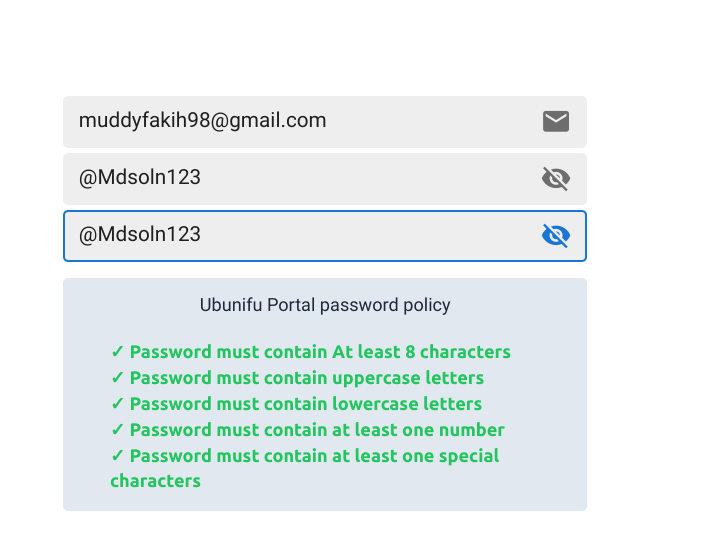 muddyfakih98@gmail.com
@Mdsoln123
@Mdsoln123
Ubunifu Portal password policy
✓ Password must contain At least 8 characters
✓ Password must contain uppercase letters
✓ Password must contain lowercase letters
✓ Password must contain at least one number
✓ Password must contain at least one special
characters